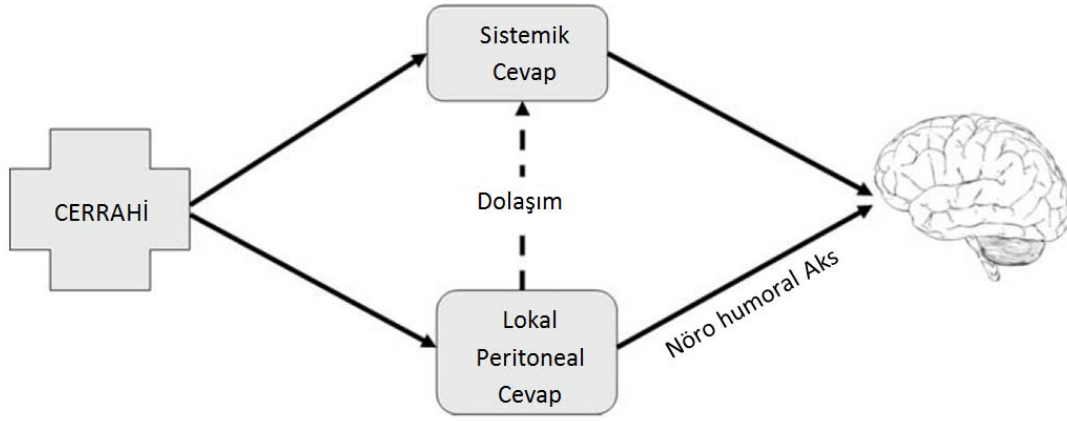 Sistemik
Cevap
CERRAHİ
Dolaşım
Nöro humoral Aks
Lokal
Peritoneal
Cevap